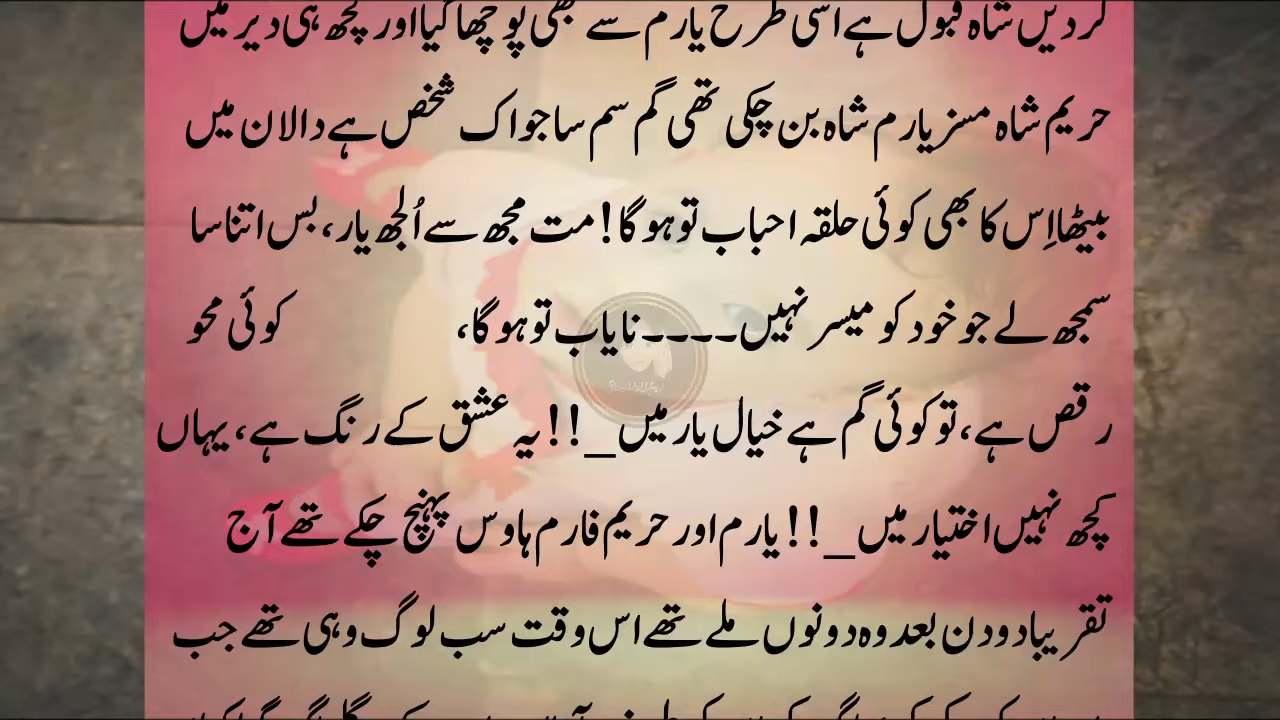 کردیں شاہ قبول ہے اسی طرح یارم سے بھی پوچھا گیا اور کچھ ہی دیر میں
حریم شاہ مسز یارم شاہ بن چکی تھی گم سم سا جو اک شخص ہے دالان میں
بیٹھا اِس کا بھی کوئی حلقہ احباب تو ہو گا! مت مجھ سے اُلجھ یار، بس اتنا سا
سمجھ لے جو خود کو میسر نہیں۔۔۔۔ نایاب تو ہو گا، کوئی محو
رقص ہے، تو کوئی گم ہے خیال یار میں_!! یہ عشق کے رنگ ہے، یہاں
کچھ نہیں اختیار میں_!! یارم اور حریم فارم ہاوس پہنچ چکے تھے آج
تقریبا دو دن بعد وہ دونوں ملے تھے اس وقت سب لوگ وہی تھے جب